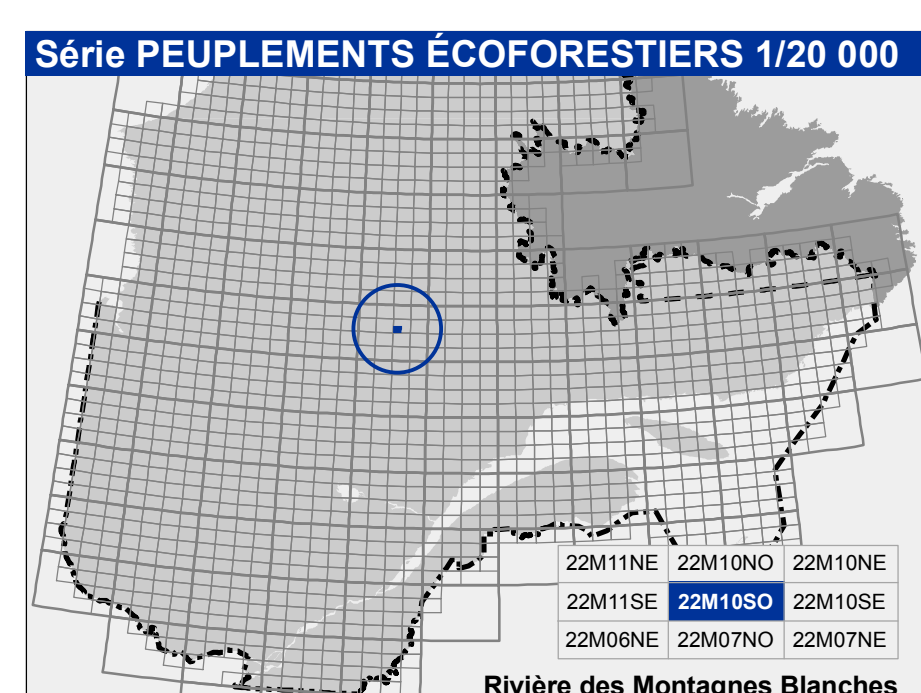 Série PEUPLEMENTS ÉCOFORESTIERS 1/20 000
22M11NE 22M10NO 22M10NE
22M11SE 22M10SO 22M10SE
22M06NE 22M07NO 22M07NE
Rivière des Montagnes Blanches